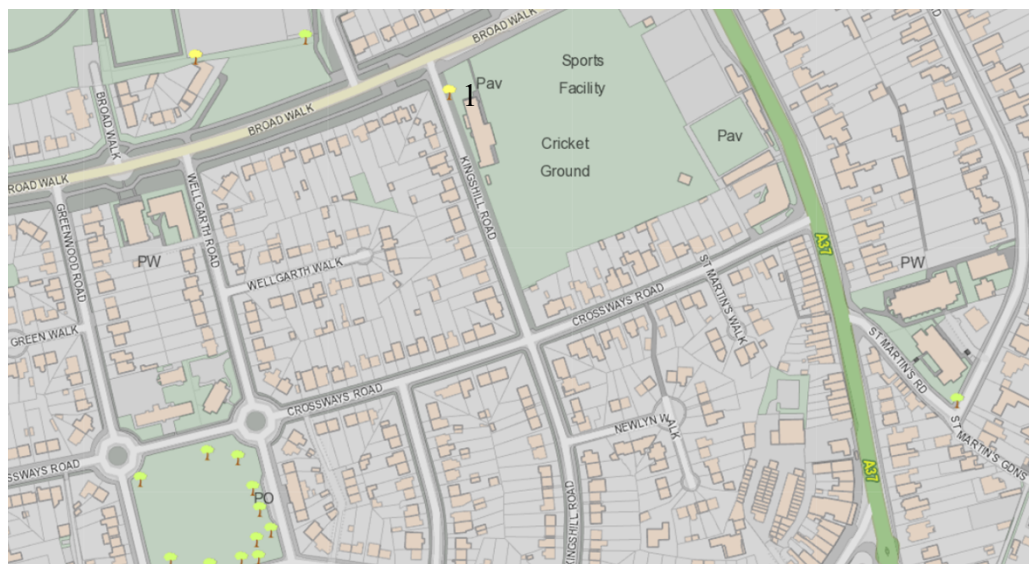 BROAD WALK
Sports
Facility
Pav
1
Cricket
Ground
Pav
BROAD WALK
BROAD WALK
ROAD WALK
GREENWOOD ROAD
WELLGARTH ROAD
KINGSHILL ROAD
PW
WELLGARTH WALK
GREEN WALK
A37
ST MARTIN'S WALK
PW
CROSSWAYS ROAD
ST MARTIN'S RD
CROSSWAYS ROAD
NEWLYN WALK
ST MARTIN'S GDNS
SSWAYS ROAD
A37
PO
KINGSHILL ROAD